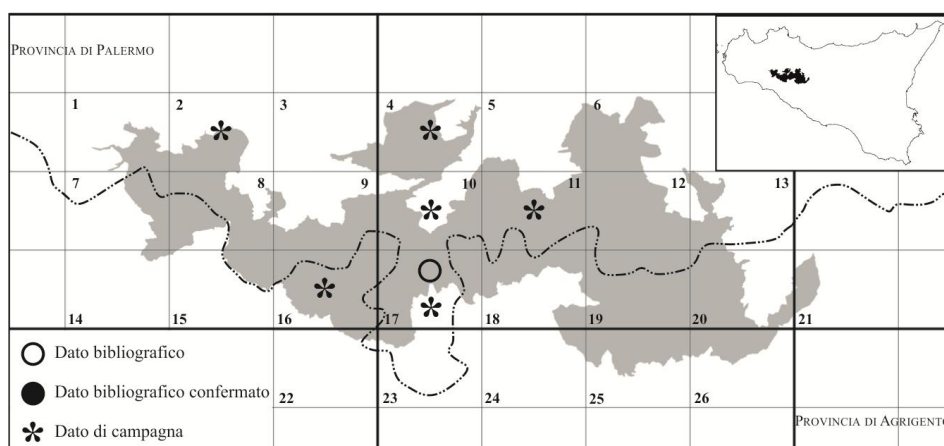 PROVINCIA DI PALERMO
1 2 3 4 5 6
7 8 9 10 11 12 13
14 15 16 17 18 19 20 21
Dato bibliografico
Dato bibliografico confermato
22 23 24 25 26
Dato di campagna
PROVINCIA DI AGRIGENTO